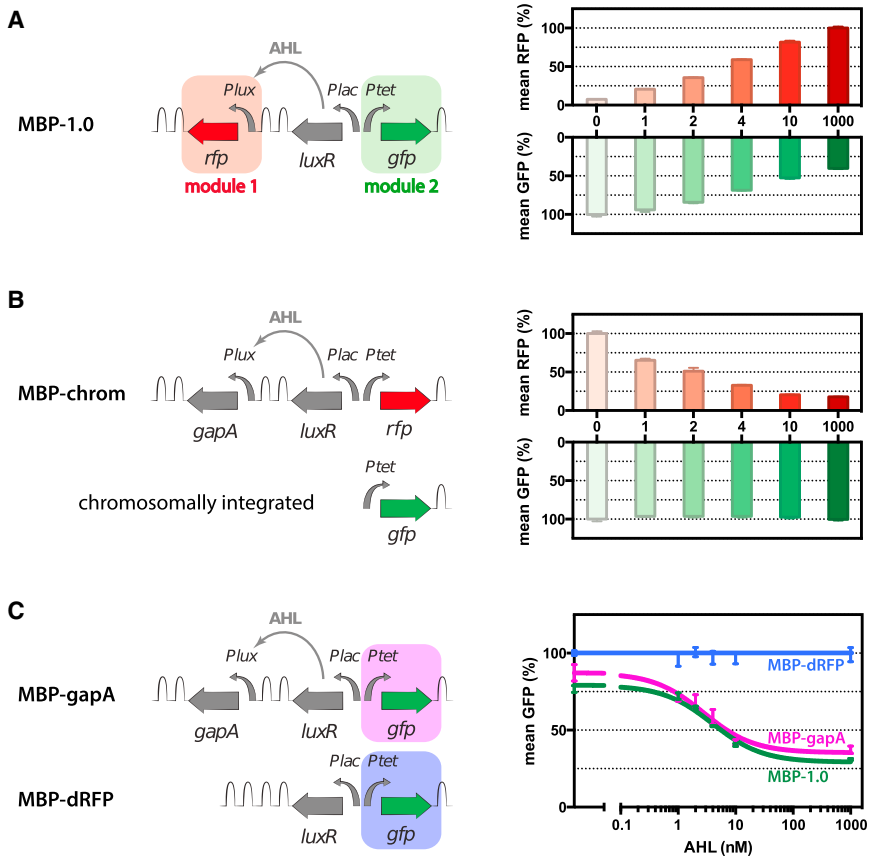 A
MBP-1.0
AHL
Plux
Plac
Ptet
rfp
luxR
gfp
module 1
module 2
mean RFP (%)
100
50
0
0 1 2 4 10 1000
mean GFP (%)
0
50
100
B
MBP-chrom
AHL
Plux
Plac
Ptet
gapA
luxR
rfp
chromosomally integrated
Ptet
gfp
mean RFP (%)
100
50
0
0 1 2 4 10 1000
mean GFP (%)
0
50
100
C
MBP-gapA
AHL
Plux
Plac
Ptet
gapA
luxR
gfp
MBP-dRFP
Plac
Ptet
luxR
gfp
mean GFP (%)
100
50
0
MBP-dRFP
MBP-gapA
MBP-1.0
0.1 1 10 100 1000
AHL (nM)